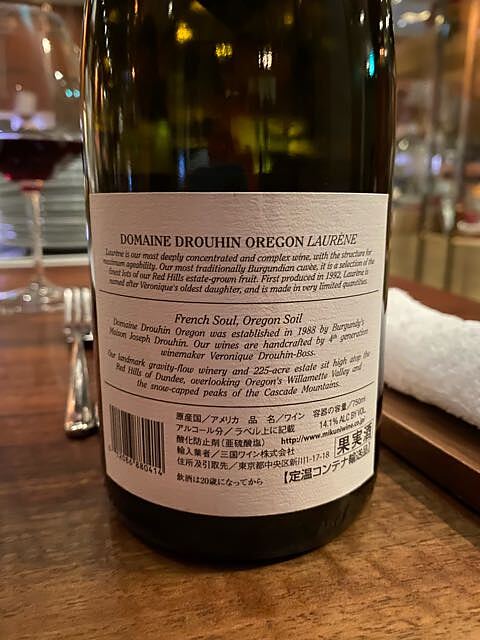 DOMAINE DROUHIN OREGON LAURÈNE
Laurène is our most deeply concentrated and complex wine, with the structure for
maximum ageability. Our most traditionally Burgundian cuvée, it is a selection of the
finest lots of our Red Hills estate-grown fruit. First produced in 1992, Laurène is
named after Veronique's oldest daughter, and is made in very limited quantities.
French Soul, Oregon Soil
Domaine Drouhin Oregon was established in 1988 by Burgundy's
Maison Joseph Drouhin. Our wines are handcrafted by 4th generation
winemaker Veronique Drouhin-Boss.
Our landmark gravity-flow winery and 225-acre estate sit high atop the
Red Hills of Dundee, overlooking Oregon's Willamette Valley and
the snow-capped peaks of the Cascade Mountains.
原産国/アメリカ 品 名/ワイン 容器の容量/750ml
アルコール分/ラベル上に記載 14.1% ALC BY VOL
酸化防止剤(亜硫酸塩) http://www.mikuniwine.co.jp
輸入業者/三国ワイン株式会社 果実酒
住所及引取先/東京都中央区新川1-17-18
飲酒は20歳になってから 【定温コンテナ輸送品】